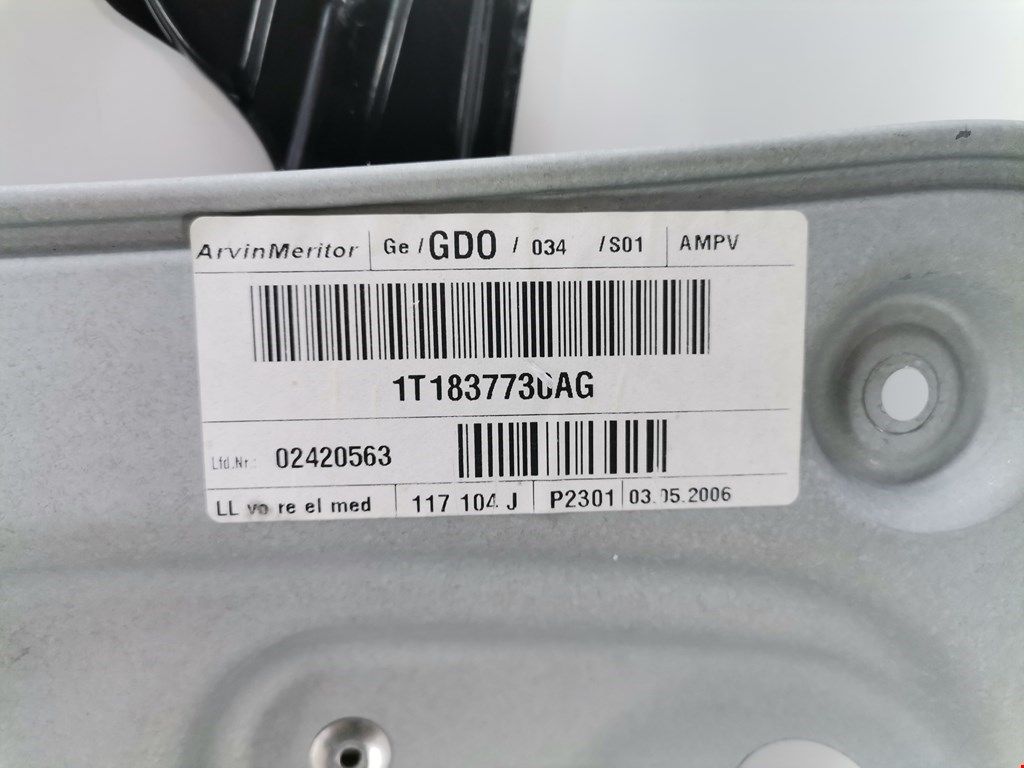 ArvinMeritor Ge / GDO / 034 /S01 AMPV
1T1837730AG
Lfd.Nr.: 02420563
LL vo re el med 117 104 J P2301 03.05.2006